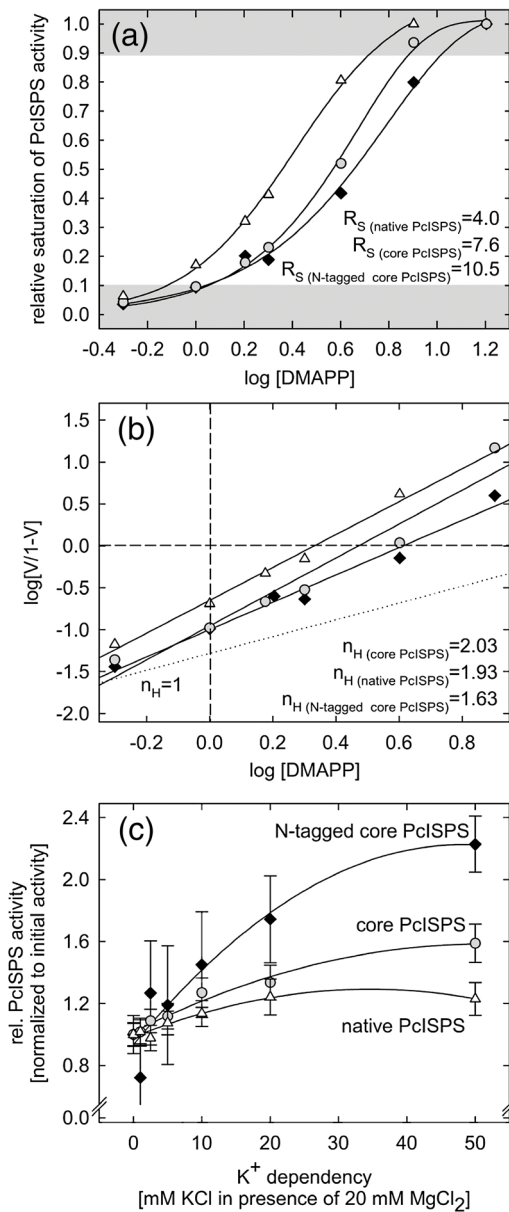 (a)
relative saturation of PcISPS activity
1.0
0.9
0.8
0.7
0.6
0.5
0.4
0.3
0.2
0.1
0.0
R_S (native PcISPS)=4.0
R_S (core PcISPS)=7.6
R_S (N-tagged core PcISPS)=10.5
-0.4 -0.2 0.0 0.2 0.4 0.6 0.8 1.0 1.2
log [DMAPP]
(b)
log[V/1-V]
1.5
1.0
0.5
0.0
-0.5
-1.0
-1.5
-2.0
n_H=1
n_H (core PcISPS)=2.03
n_H (native PcISPS)=1.93
n_H (N-tagged core PcISPS)=1.63
-0.2 0.0 0.2 0.4 0.6 0.8
log [DMAPP]
(c)
rel. PcISPS activity
[normalized to initial activity]
2.4
2.0
1.6
1.2
0.8
0.0
N-tagged core PcISPS
core PcISPS
native PcISPS
0 10 20 30 40 50
K⁺ dependency
[mM KCl in presence of 20 mM MgCl₂]